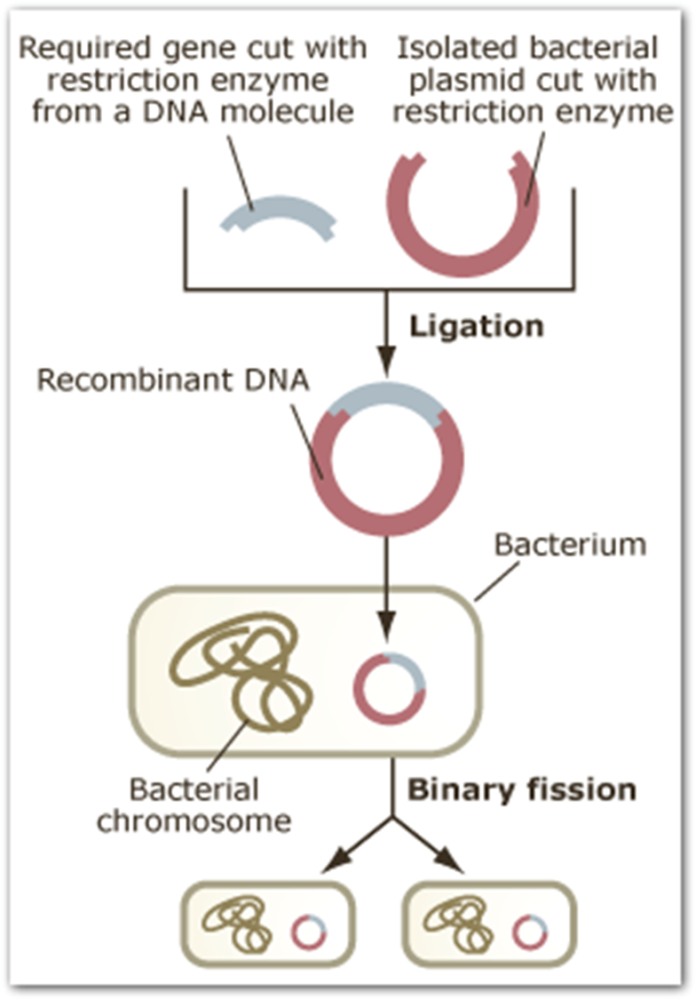 Required gene cut with
restriction enzyme
from a DNA molecule
Isolated bacterial
plasmid cut with
restriction enzyme
Ligation
Recombinant DNA
Bacterium
Bacterial
chromosome
Binary fission